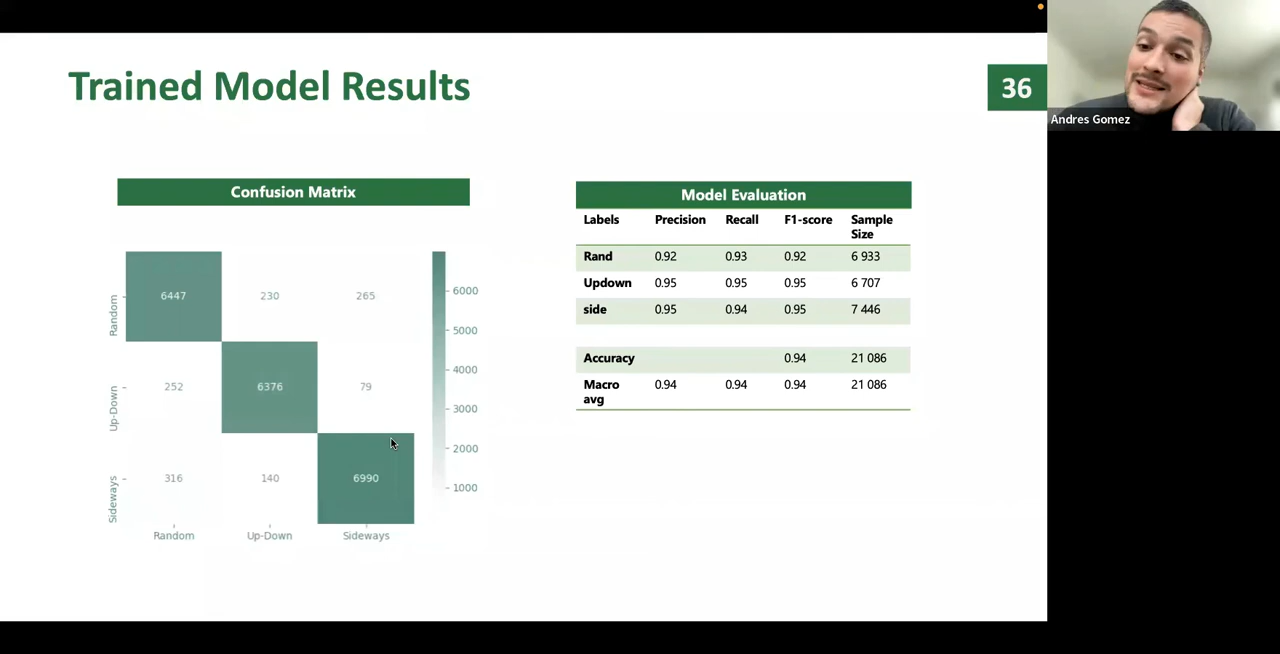 Trained Model Results
36
Andres Gomez
Confusion Matrix
Random 6447 230 265
Up-Down 252 6376 79
Sideways 316 140 6990
Random Up-Down Sideways
6000
5000
4000
3000
2000
1000
Model Evaluation
Labels Precision Recall F1-score Sample Size
Rand 0.92 0.93 0.92 6 933
Updown 0.95 0.95 0.95 6 707
side 0.95 0.94 0.95 7 446
Accuracy 0.94 21 086
Macro avg 0.94 0.94 0.94 21 086